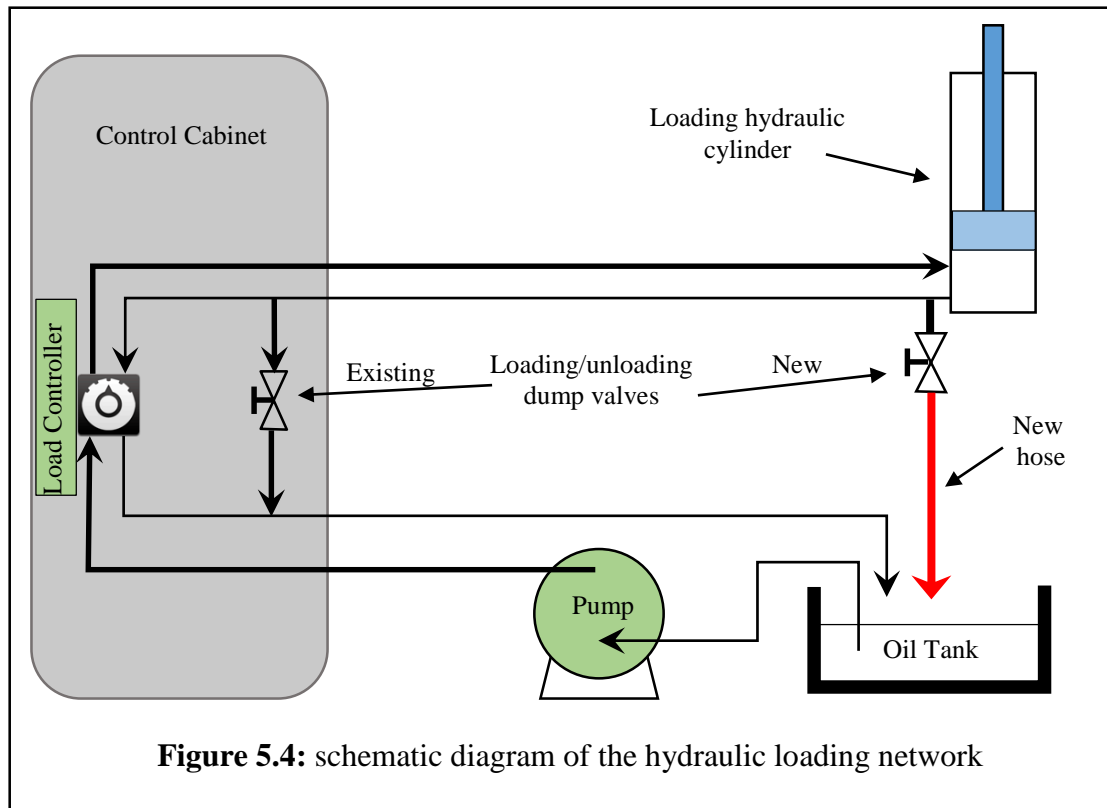 Control Cabinet
Loading hydraulic
cylinder
Load Controller
Existing
Loading/unloading
dump valves
New
New
hose
Pump
Oil Tank
Figure 5.4: schematic diagram of the hydraulic loading network